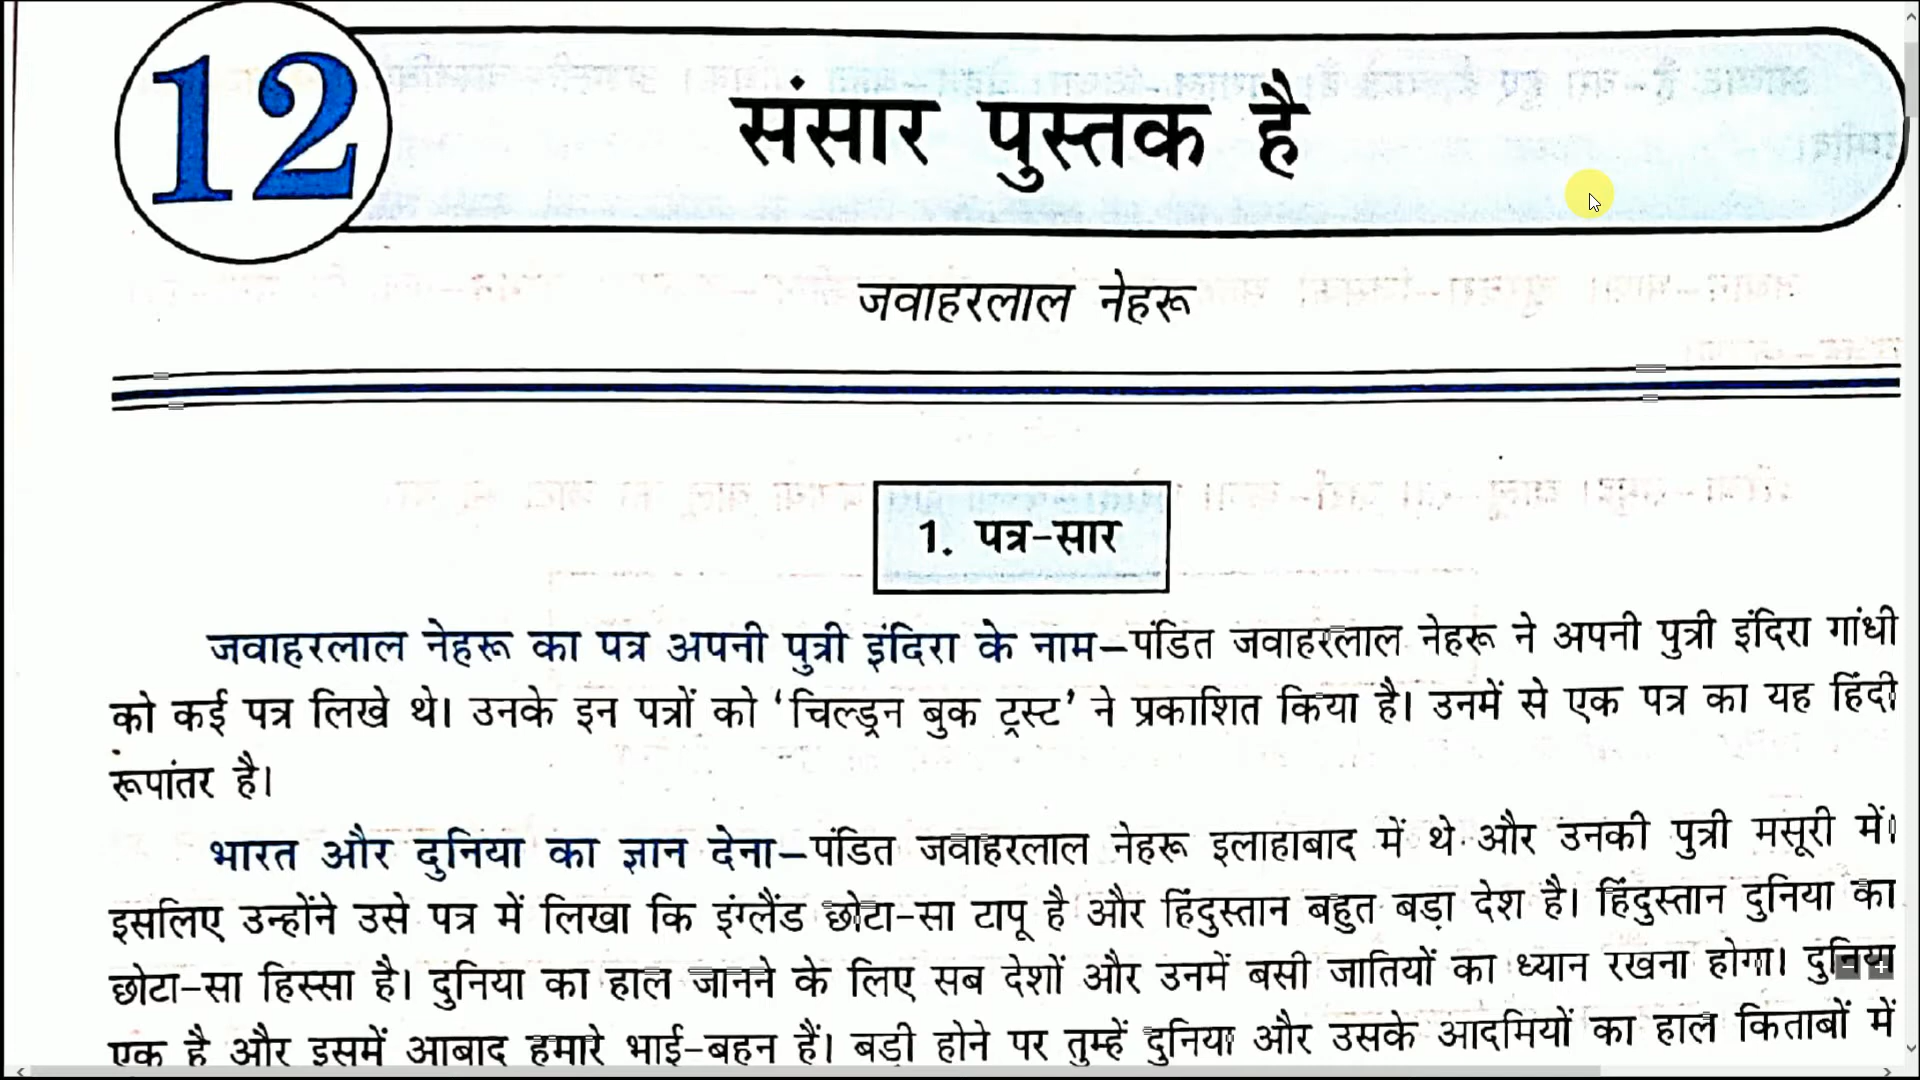 12
संसार पुस्तक है
जवाहरलाल नेहरू
1. पत्र-सार
जवाहरलाल नेहरू का पत्र अपनी पुत्री इंदिरा के नाम–पंडित जवाहरलाल नेहरू ने अपनी पुत्री इंदिरा गांधी
को कई पत्र लिखे थे। उनके इन पत्रों को ‘चिल्ड्रन बुक ट्रस्ट’ ने प्रकाशित किया है। उनमें से एक पत्र का यह हिंदी
रूपांतर है।
भारत और दुनिया का ज्ञान देना–पंडित जवाहरलाल नेहरू इलाहाबाद में थे और उनकी पुत्री मसूरी में।
इसलिए उन्होंने उसे पत्र में लिखा कि इंग्लैंड छोटा-सा टापू है और हिंदुस्तान बहुत बड़ा देश है। हिंदुस्तान दुनिया का
छोटा-सा हिस्सा है। दुनिया का हाल जानने के लिए सब देशों और उनमें बसी जातियों का ध्यान रखना होगा। दुनिया
एक है और इसमें आबाद हमारे भाई-बहन हैं। बड़ी होने पर तुम्हें दुनिया और उसके आदमियों का हाल किताबों में